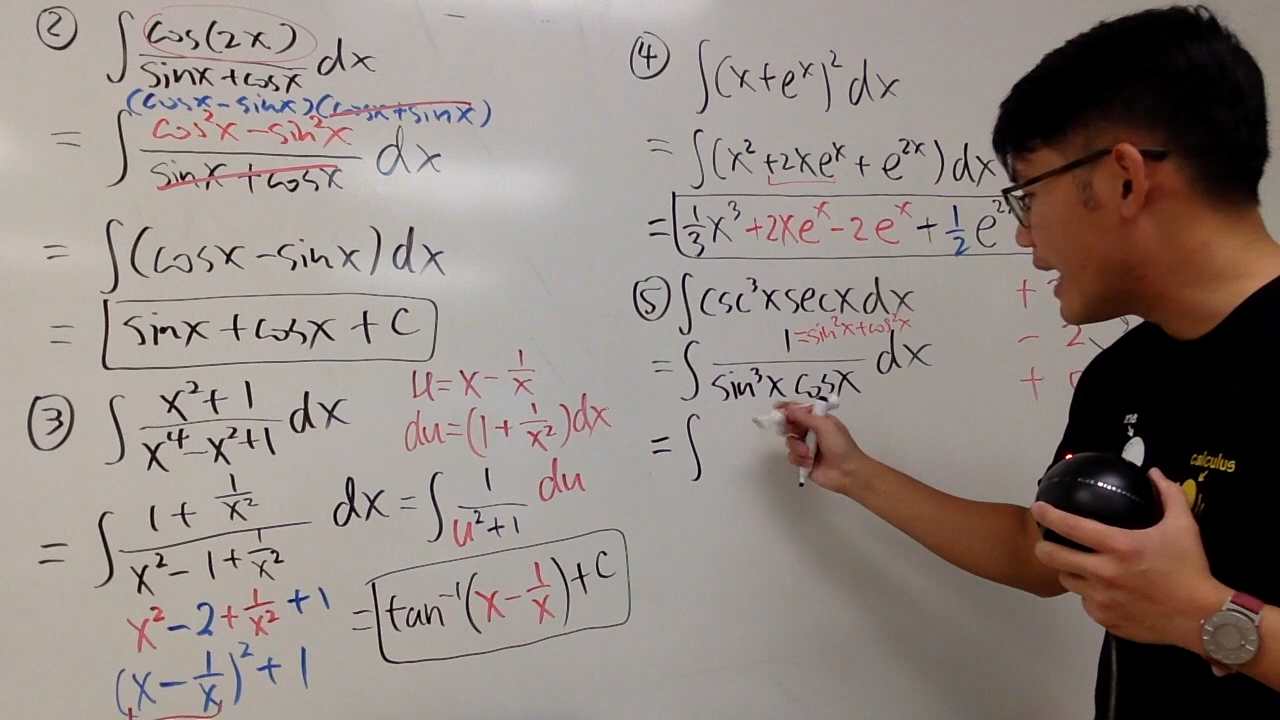 ② ∫ cos(2x) / (sinx + cosx) dx
(cosx - sinx)(cosx + sinx)
= ∫ (cos²x - sin²x) / (sinx + cosx) dx
= ∫ (cosx - sinx) dx
= sinx + cosx + C
③ ∫ (x² + 1) / (x⁴ - x² + 1) dx
u = x - 1/x
du = (1 + 1/x²) dx
= ∫ (1 + 1/x²) / (x² - 1 + 1/x²) dx = ∫ 1 / (u² + 1) du
x² - 2 + 1/x² + 1
(x - 1/x)² + 1
= tan⁻¹(x - 1/x) + C
④ ∫ (x + eˣ)² dx
= ∫ (x² + 2xeˣ + e²ˣ) dx
= 1/3 x³ + 2xeˣ - 2eˣ + 1/2 e²
⑤ ∫ csc³x secx dx
= ∫ 1 / (sin³x cosx) dx
1 = sin²x + cos²x
= ∫
+
- 2
+
me
calculus